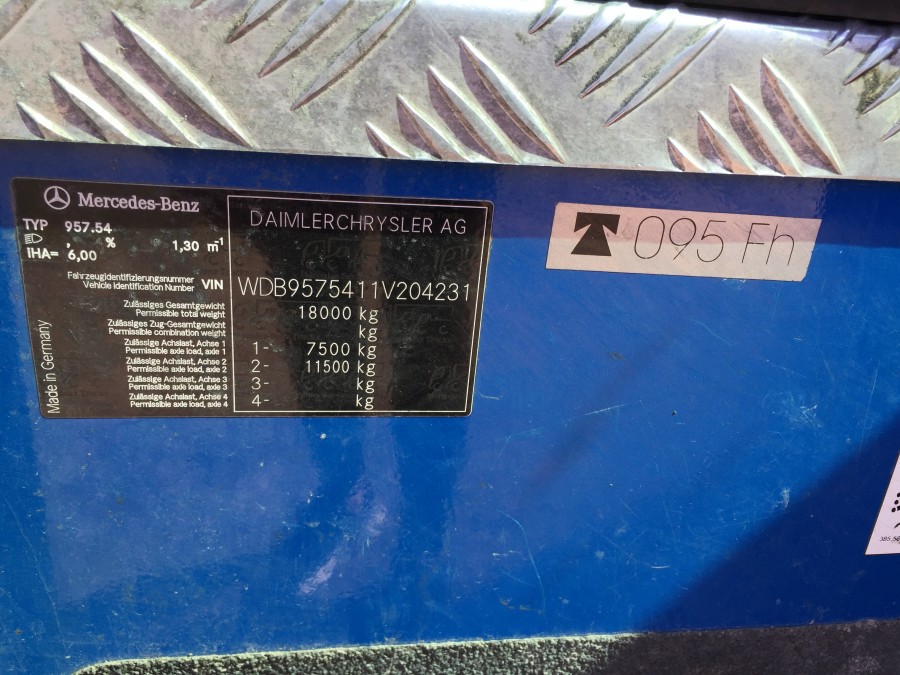 Mercedes-Benz
TYP 957.54
, %
1,30 m¹
IHA= 6,00
Fahrzeugidentifizierungsnummer
Vehicle Identification Number VIN
Zulässiges Gesamtgewicht
Permissible total weight
Zulässiges Zug-Gesamtgewicht
Permissible combination weight
Zulässige Achslast, Achse 1
Permissible axle load, axle 1
Zulässige Achslast, Achse 2
Permissible axle load, axle 2
Zulässige Achslast, Achse 3
Permissible axle load, axle 3
Zulässige Achslast, Achse 4
Permissible axle load, axle 4
Made in Germany
DAIMLERCHRYSLER AG
WDB9575411V204231
18000 kg
kg
1- 7500 kg
2- 11500 kg
3- kg
4- kg
095 Fh